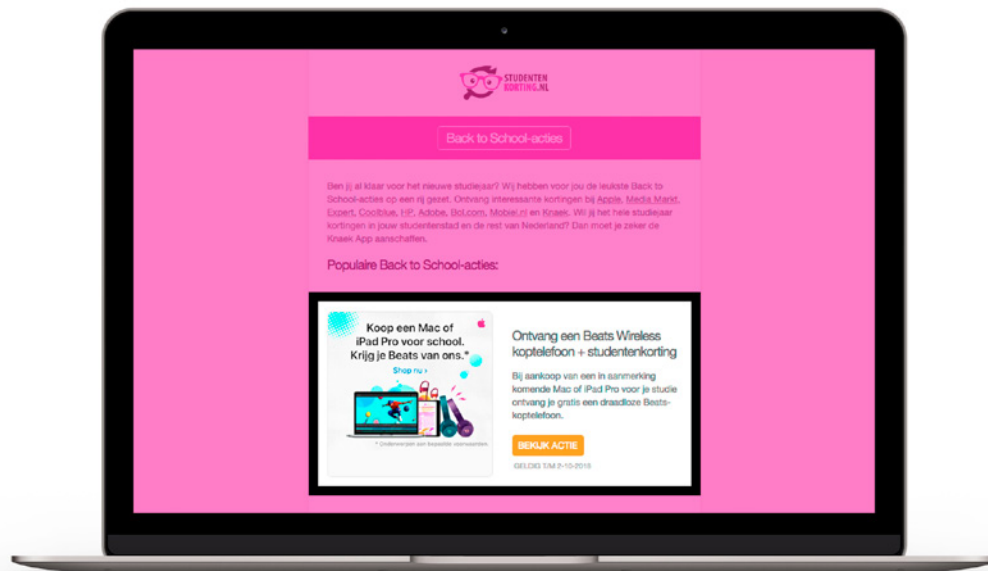 STUDENTEN
KORTING.NL
Back to School-acties
Ben jij al klaar voor het nieuwe studiejaar? Wij hebben voor jou de leukste Back to
School-acties op een rij gezet. Ontvang interessante kortingen bij Apple, Media Markt,
Expert, Coolblue, HP, Adobe, Bol.com, Mobiel.nl en Knaek. Wil jij het hele studiejaar
kortingen in jouw studentenstad en de rest van Nederland? Dan moet je zeker de
Knaek App aanschaffen.
Populaire Back to School-acties:
Koop een Mac of
iPad Pro voor school.
Krijg je Beats van ons.*
Shop nu ›
* Onderworpen aan bepaalde voorwaarden
Ontvang een Beats Wireless
koptelefoon + studentenkorting
Bij aankoop van een in aanmerking
komende Mac of iPad Pro voor je studie
ontvang je gratis een draadloze Beats-
koptelefoon.
BEKIJK ACTIE
GELDIG T/M 2-10-2018